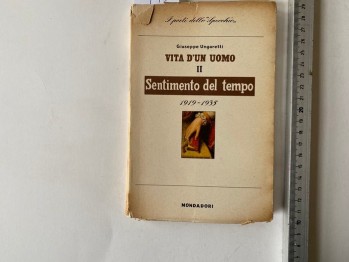 I poeti dello "Specchio"
Giuseppe Ungaretti
VITA D'UN UOMO
II
Sentimento del tempo
1919-1935
MONDADORI